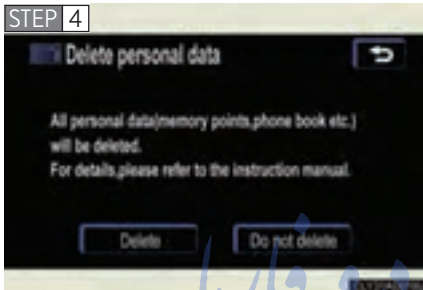 STEP 4
Delete personal data
All personal data(memory points,phone book etc.)
will be deleted.
For details,please refer to the instruction manual.
Delete
Do not delete